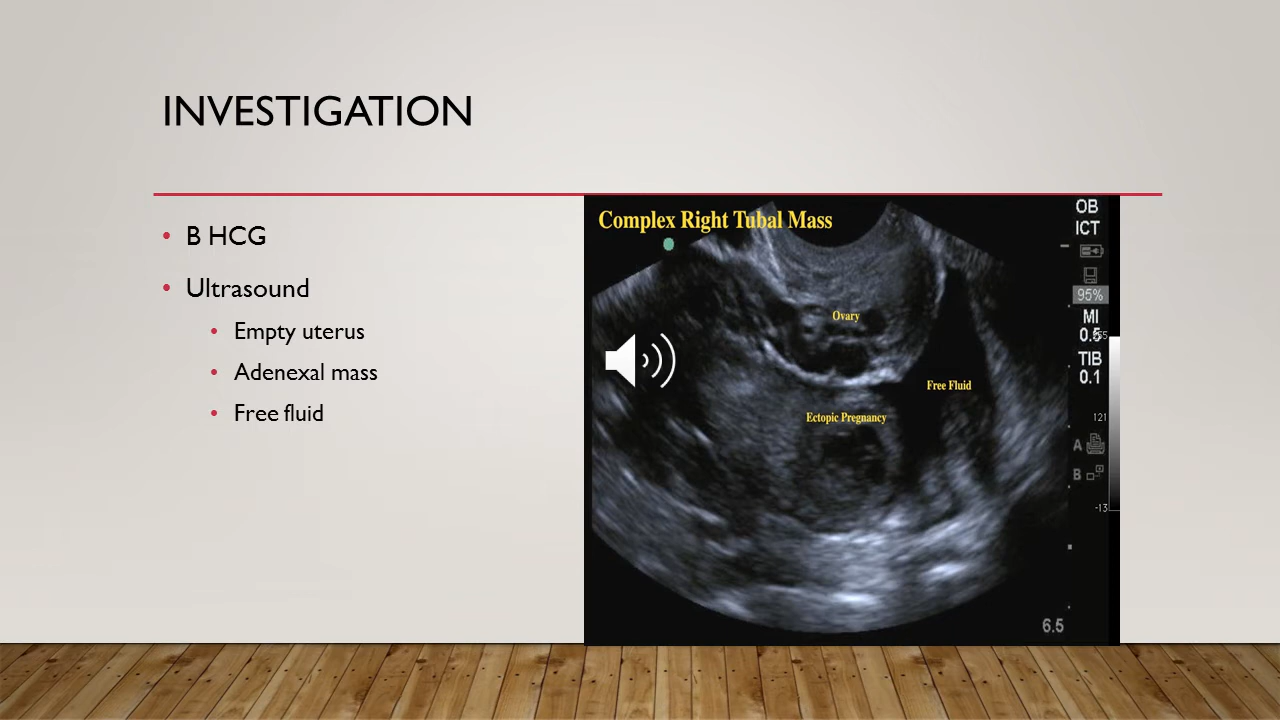 INVESTIGATION
• B HCG
• Ultrasound
• Empty uterus
• Adenexal mass
• Free fluid
Complex Right Tubal Mass
Ovary
Free Fluid
Ectopic Pregnancy
OB
ICT
95%
MI
0.5
TIB
0.1
121
A
B
-13
6.5